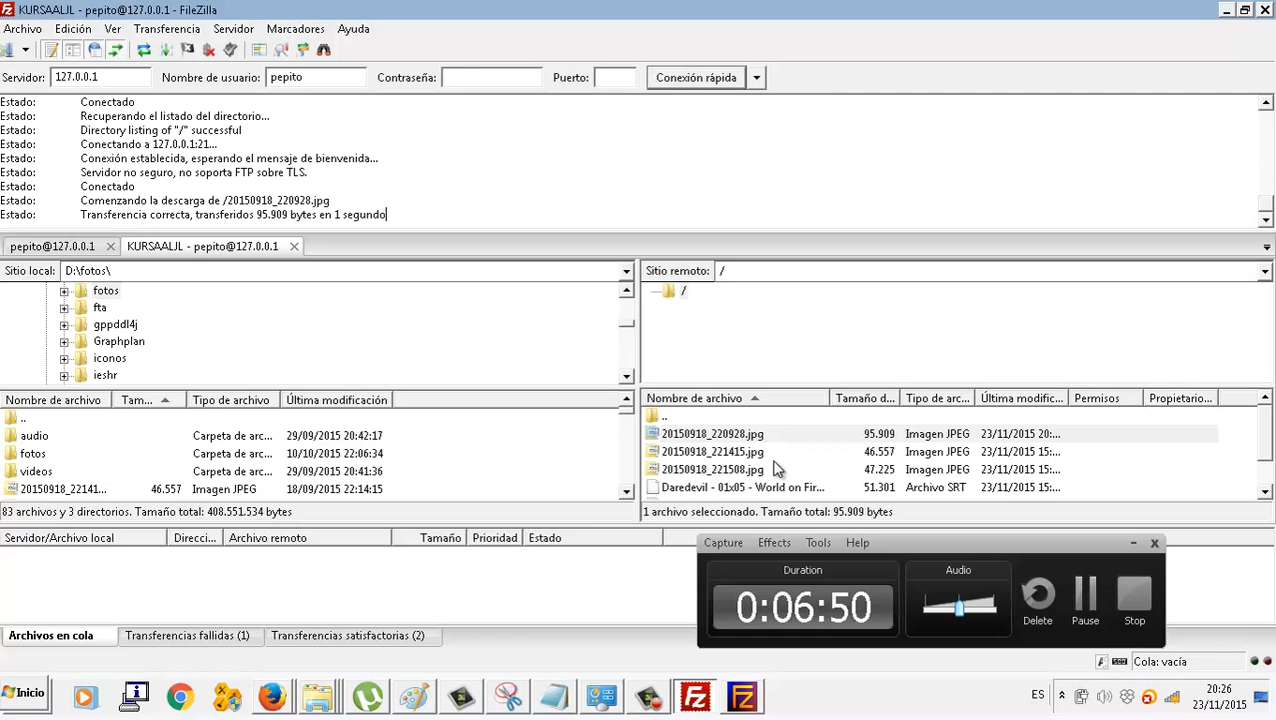 KURSAALJL - pepito@127.0.0.1 - FileZilla
Archivo Edición Ver Transferencia Servidor Marcadores Ayuda
Servidor: 127.0.0.1 Nombre de usuario: pepito Contraseña: Puerto: Conexión rápida
Estado: Conectado
Estado: Recuperando el listado del directorio...
Estado: Directory listing of "/" successful
Estado: Conectando a 127.0.0.1:21...
Estado: Conexión establecida, esperando el mensaje de bienvenida...
Estado: Servidor no seguro, no soporta FTP sobre TLS.
Estado: Conectado
Estado: Comenzando la descarga de /20150918_220928.jpg
Estado: Transferencia correcta, transferidos 95.909 bytes en 1 segundo
pepito@127.0.0.1 KURSAALJL - pepito@127.0.0.1
Sitio local: D:\fotos\
fotos
fta
gppddl4j
Graphplan
iconos
ieshr
Nombre de archivo Tam... Tipo de archivo Última modificación
..
audio Carpeta de arc... 29/09/2015 20:42:17
fotos Carpeta de arc... 10/10/2015 22:06:34
videos Carpeta de arc... 29/09/2015 20:41:36
20150918_22141... 46.557 Imagen JPEG 18/09/2015 22:14:15
83 archivos y 3 directorios. Tamaño total: 408.551.534 bytes
Sitio remoto: /
/
Nombre de archivo Tamaño d... Tipo de arc... Última modific... Permisos Propietario...
..
20150918_220928.jpg 95.909 Imagen JPEG 23/11/2015 20:...
20150918_221415.jpg 46.557 Imagen JPEG 23/11/2015 15:...
20150918_221508.jpg 47.225 Imagen JPEG 23/11/2015 15:...
Daredevil - 01x05 - World on Fir... 51.301 Archivo SRT 23/11/2015 15:...
1 archivo seleccionado. Tamaño total: 95.909 bytes
Servidor/Archivo local Direcci... Archivo remoto Tamaño Prioridad Estado
Capture Effects Tools Help
Duration Audio
0:06:50
Delete Pause Stop
Archivos en cola Transferencias fallidas (1) Transferencias satisfactorias (2)
Cola: vacía
Inicio
ES
20:26
23/11/2015